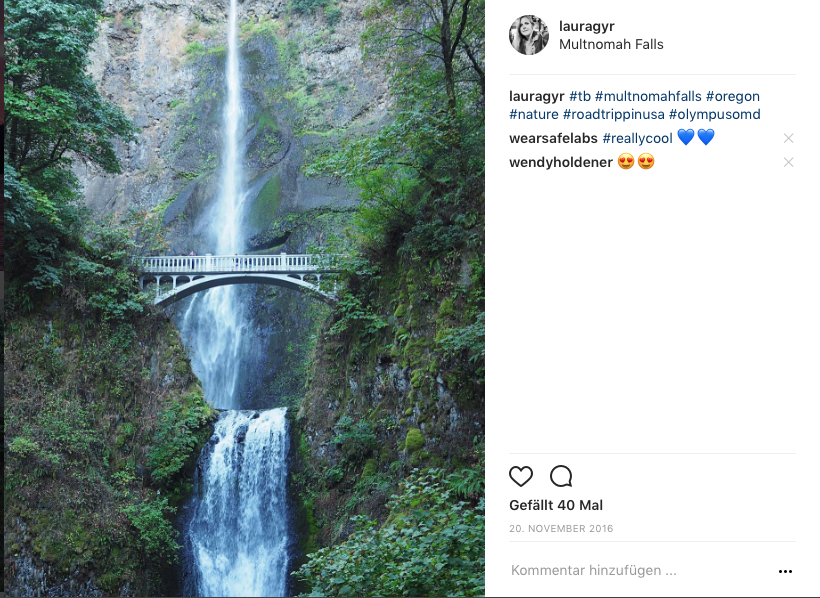 lauragyr
Multnomah Falls
lauragyr #tb #multnomahfalls #oregon
#nature #roadtrippinusa #olympusomd
wearsafelabs #reallycool 💙💙
wendyholdener 😍😍
Gefällt 40 Mal
20. NOVEMBER 2016
Kommentar hinzufügen ...